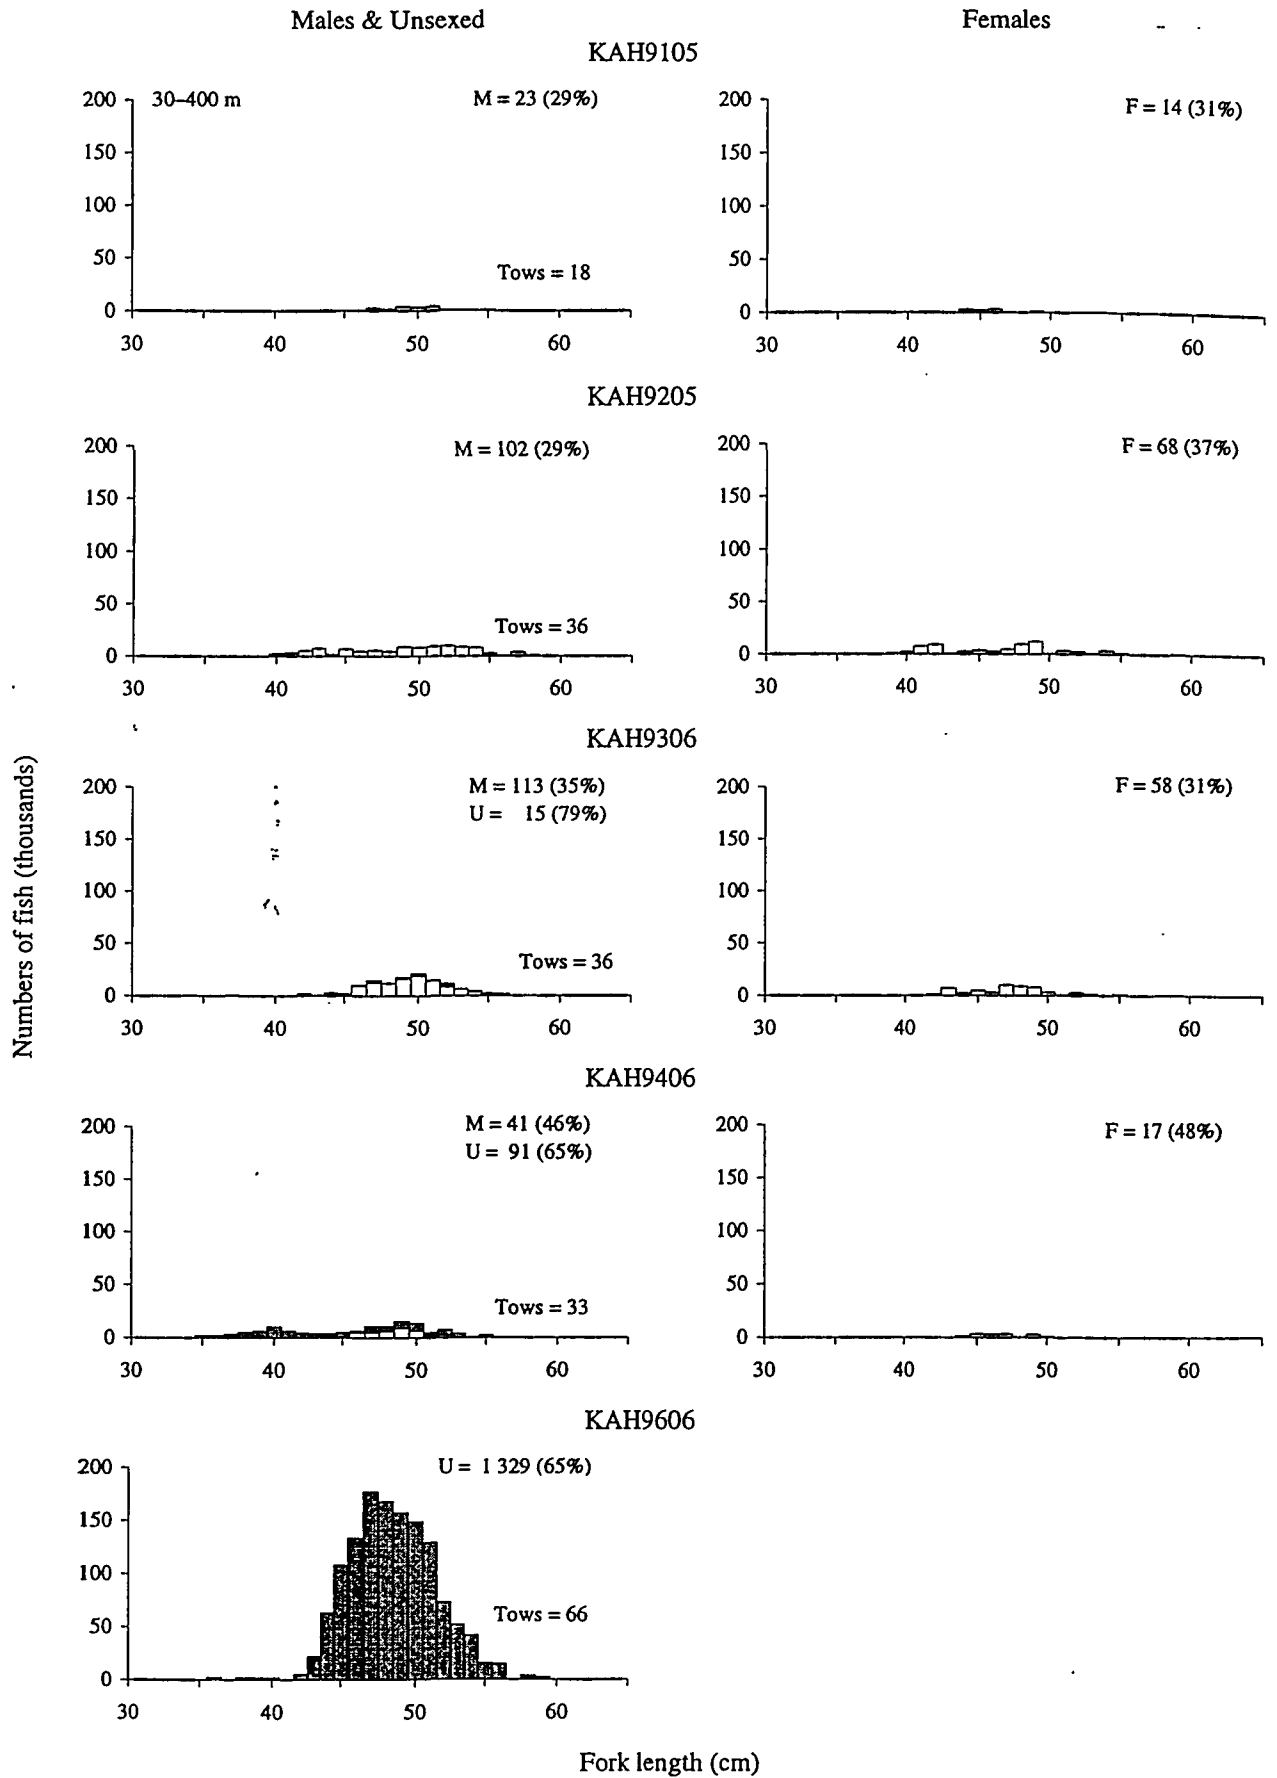 Males & Unsexed
Females
KAH9105
200
150
100
50
0
30–400 m
M = 23 (29%)
Tows = 18
30 40 50 60
200
150
100
50
0
F = 14 (31%)
30 40 50 60
KAH9205
200
150
100
50
0
M = 102 (29%)
Tows = 36
30 40 50 60
200
150
100
50
0
F = 68 (37%)
30 40 50 60
KAH9306
200
150
100
50
0
M = 113 (35%)
U = 15 (79%)
Tows = 36
30 40 50 60
200
150
100
50
0
F = 58 (31%)
30 40 50 60
Numbers of fish (thousands)
KAH9406
200
150
100
50
0
M = 41 (46%)
U = 91 (65%)
Tows = 33
30 40 50 60
200
150
100
50
0
F = 17 (48%)
30 40 50 60
KAH9606
200
150
100
50
0
U = 1 329 (65%)
Tows = 66
30 40 50 60
Fork length (cm)